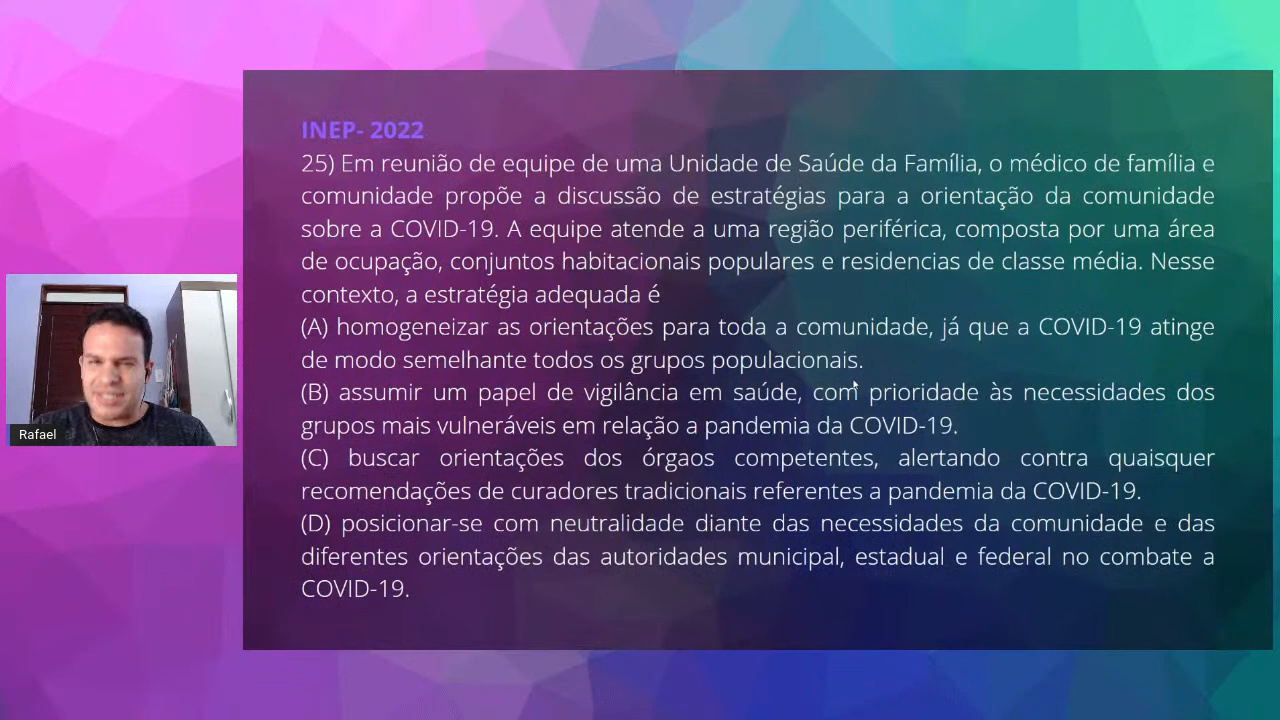 INEP- 2022
25) Em reunião de equipe de uma Unidade de Saúde da Família, o médico de família e
comunidade propõe a discussão de estratégias para a orientação da comunidade
sobre a COVID-19. A equipe atende a uma região periférica, composta por uma área
de ocupação, conjuntos habitacionais populares e residencias de classe média. Nesse
contexto, a estratégia adequada é
(A) homogeneizar as orientações para toda a comunidade, já que a COVID-19 atinge
de modo semelhante todos os grupos populacionais.
(B) assumir um papel de vigilância em saúde, com prioridade às necessidades dos
grupos mais vulneráveis em relação a pandemia da COVID-19.
(C) buscar orientações dos órgaos competentes, alertando contra quaisquer
recomendações de curadores tradicionais referentes a pandemia da COVID-19.
(D) posicionar-se com neutralidade diante das necessidades da comunidade e das
diferentes orientações das autoridades municipal, estadual e federal no combate a
COVID-19.
Rafael